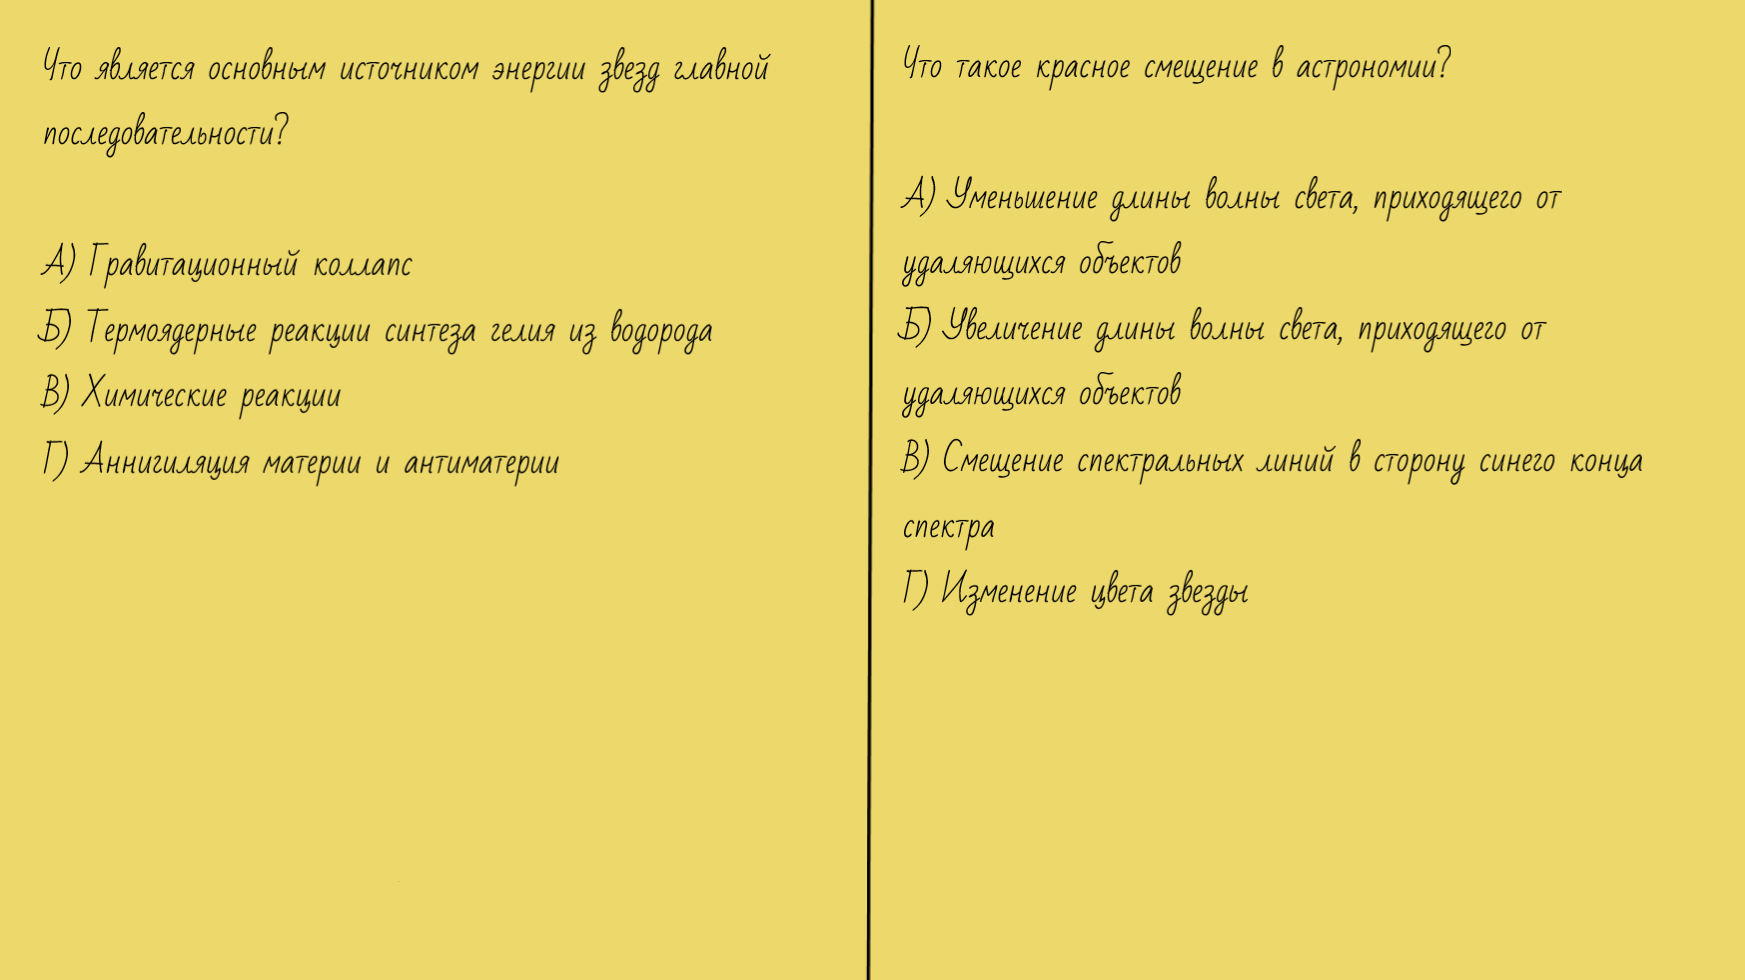 Что является основным источником энергии звезд главной
последовательности?
А) Гравитационный коллапс
Б) Термоядерные реакции синтеза гелия из водорода
В) Химические реакции
Г) Аннигиляция материи и антиматерии
Что такое красное смещение в астрономии?
А) Уменьшение длины волны света, приходящего от
удаляющихся объектов
Б) Увеличение длины волны света, приходящего от
удаляющихся объектов
В) Смещение спектральных линий в сторону синего конца
спектра
Г) Изменение цвета звезды